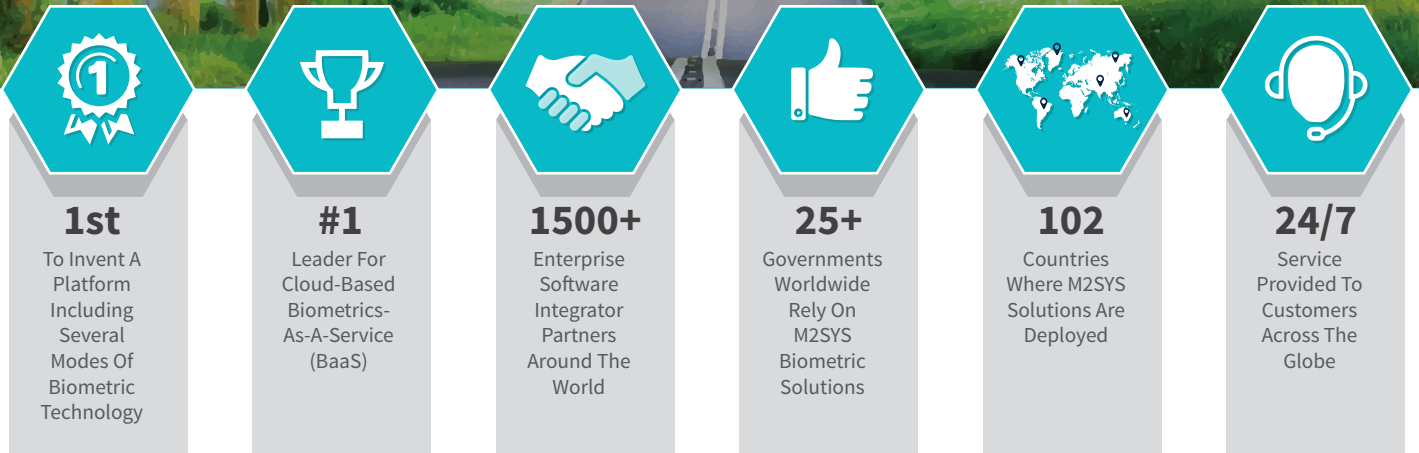 1
1st
To Invent A
Platform
Including
Several
Modes Of
Biometric
Technology
#1
Leader For
Cloud-Based
Biometrics-
As-A-Service
(BaaS)
1500+
Enterprise
Software
Integrator
Partners
Around The
World
25+
Governments
Worldwide
Rely On
M2SYS
Biometric
Solutions
102
Countries
Where M2SYS
Solutions Are
Deployed
24/7
Service
Provided To
Customers
Across The
Globe